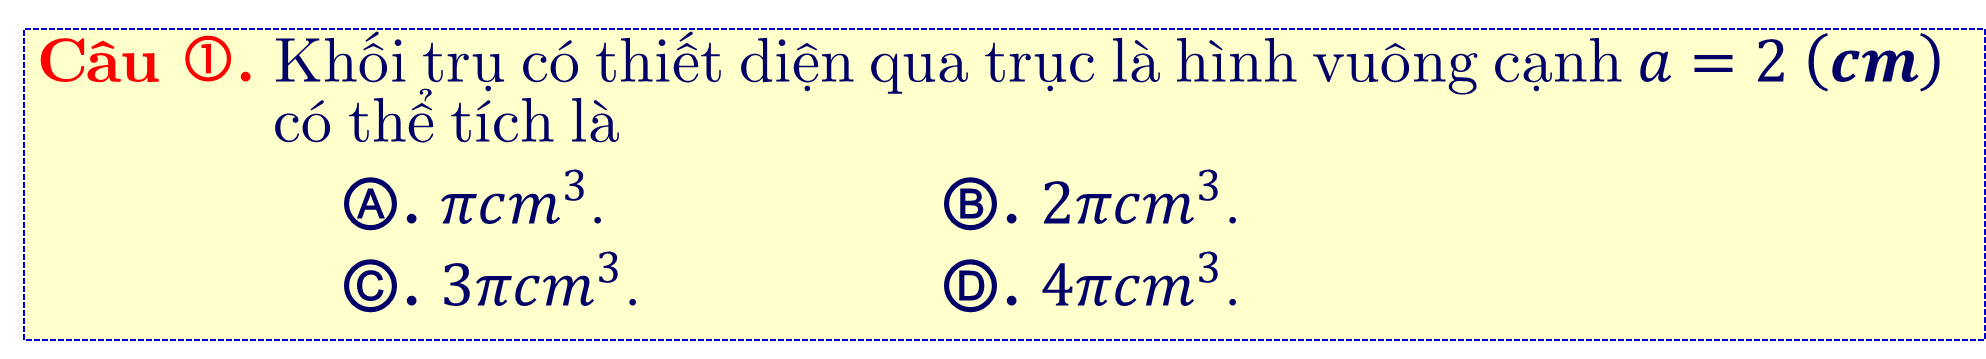 Câu ①. Khối trụ có thiết diện qua trục là hình vuông cạnh a = 2 (cm)
có thể tích là
Ⓐ. πcm³. Ⓑ. 2πcm³.
Ⓒ. 3πcm³. Ⓓ. 4πcm³.